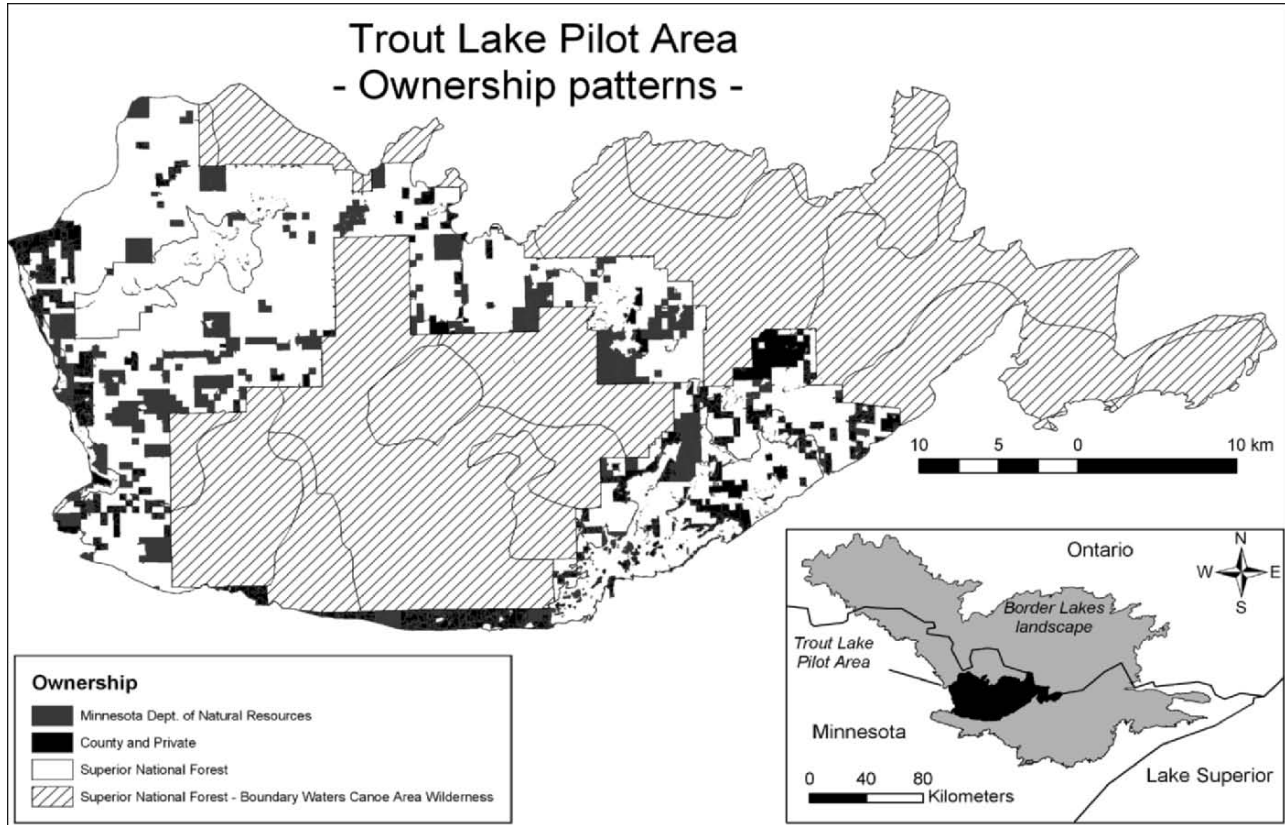 Trout Lake Pilot Area
- Ownership patterns -
10 5 0 10 km
Ownership
Minnesota Dept. of Natural Resources
County and Private
Superior National Forest
Superior National Forest - Boundary Waters Canoe Area Wilderness
Ontario
N
W E
S
Border Lakes
landscape
Trout Lake
Pilot Area
Minnesota
Lake Superior
0 40 80
Kilometers